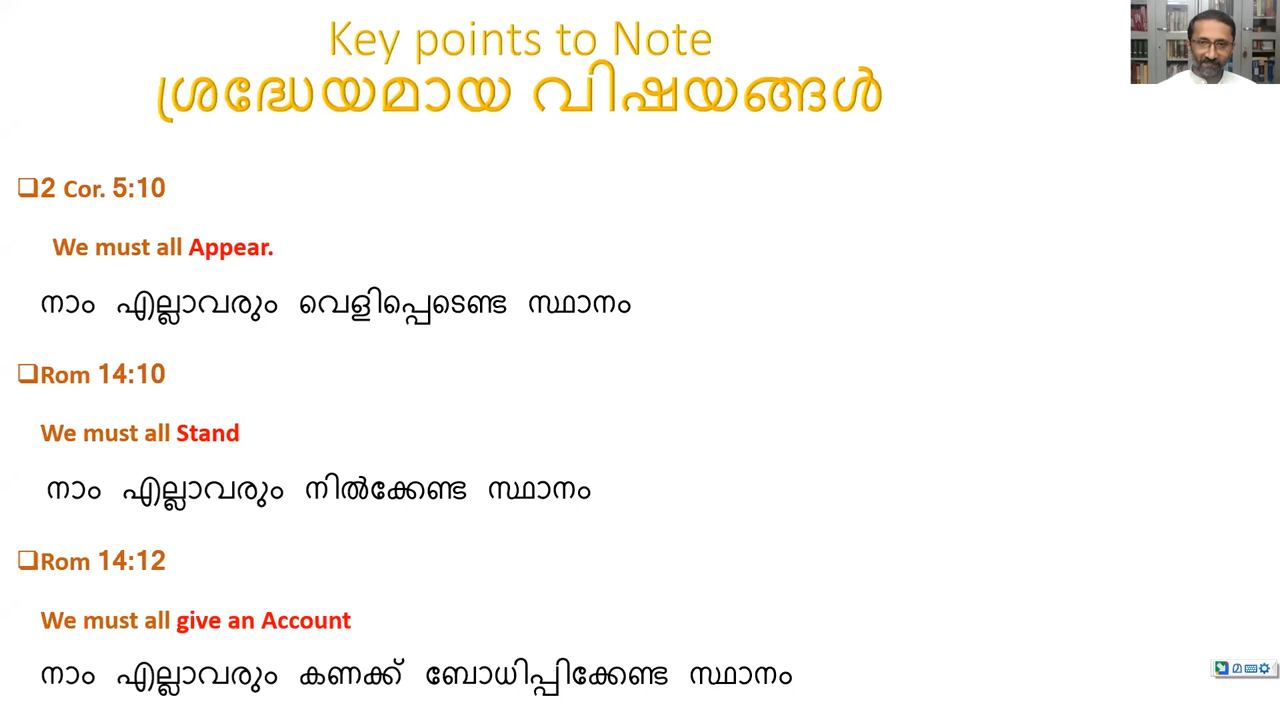 Key points to Note
ശ്രദ്ധേയമായ വിഷയങ്ങൾ
2 Cor. 5:10
We must all Appear.
നാം എല്ലാവരും വെളിപ്പെടെണ്ട സ്ഥാനം
Rom 14:10
We must all Stand
നാം എല്ലാവരും നിൽക്കേണ്ട സ്ഥാനം
Rom 14:12
We must all give an Account
നാം എല്ലാവരും കണക്ക് ബോധിപ്പിക്കേണ്ട സ്ഥാനം